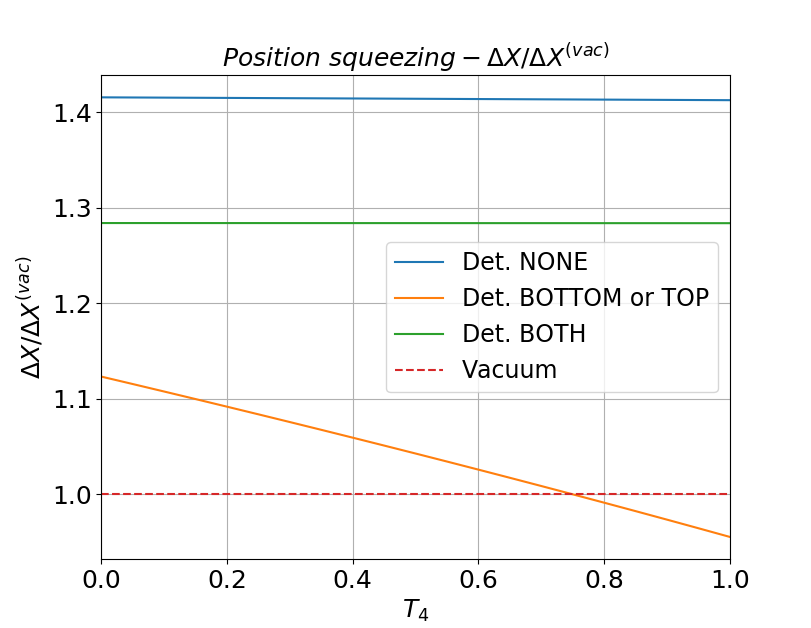 Position squeezing − ΔX/ΔX^(vac)
ΔX/ΔX^(vac)
1.4
1.3
1.2
1.1
1.0
Det. NONE
Det. BOTTOM or TOP
Det. BOTH
Vacuum
0.0 0.2 0.4 0.6 0.8 1.0
T₄